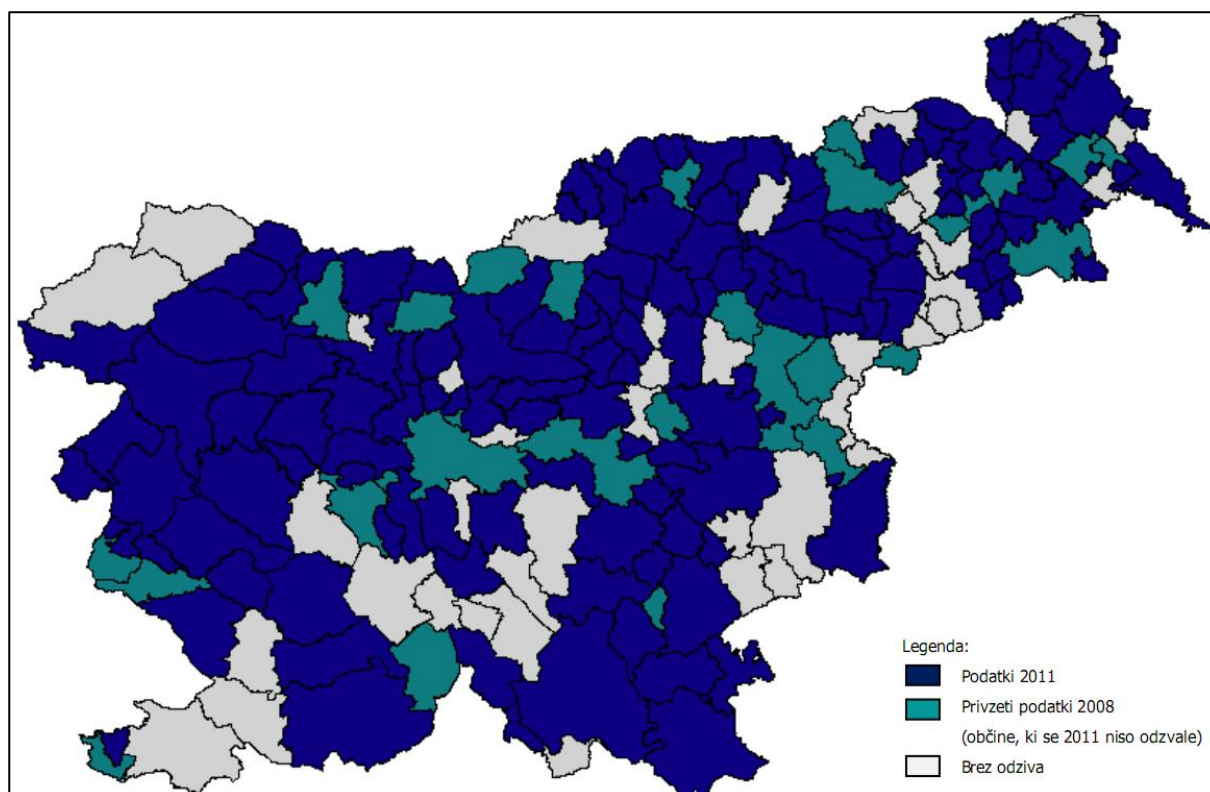 Legenda:
Podatki 2011
Privzeti podatki 2008
(občine, ki se 2011 niso odzvale)
Brez odziva